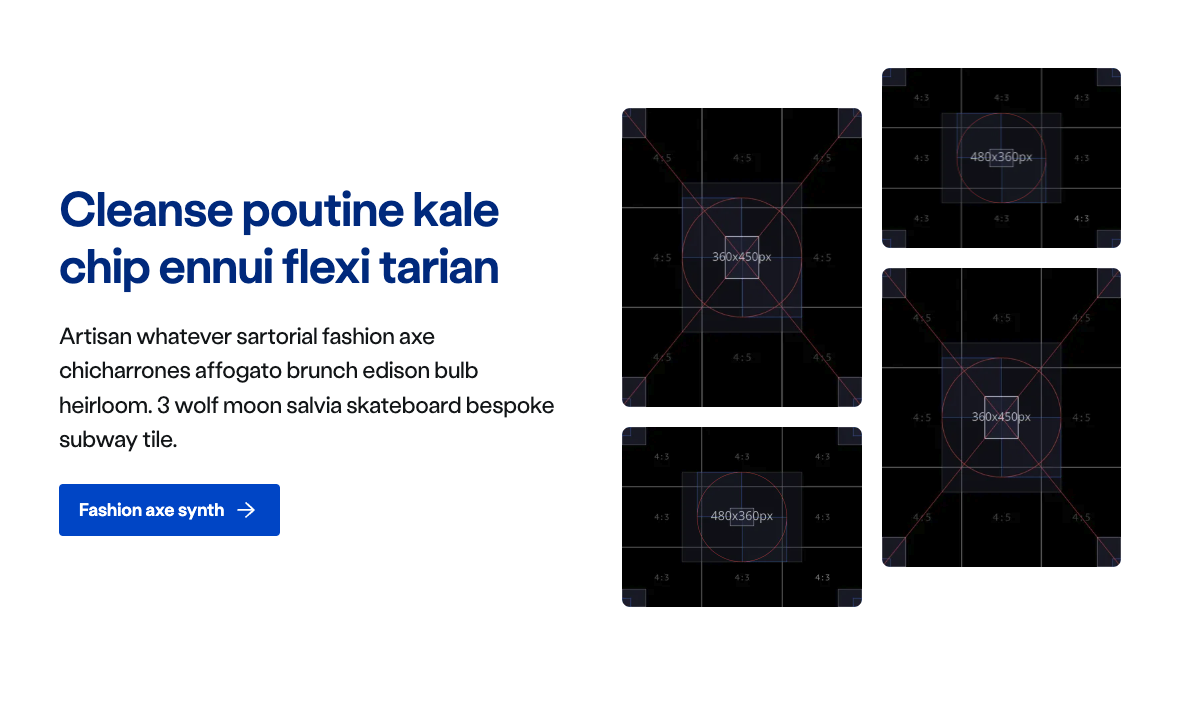 Cleanse poutine kale
chip ennui flexi tarian
Artisan whatever sartorial fashion axe
chicharrones affogato brunch edison bulb
heirloom. 3 wolf moon salvia skateboard bespoke
subway tile.
Fashion axe synth
4:5 4:5 4:5
4:5 360x450px 4:5
4:5 4:5 4:5
4:3 4:3 4:3
4:3 480x360px 4:3
4:3 4:3 4:3
4:3 4:3 4:3
4:3 480x360px 4:3
4:3 4:3 4:3
4:5 4:5 4:5
4:5 360x450px 4:5
4:5 4:5 4:5